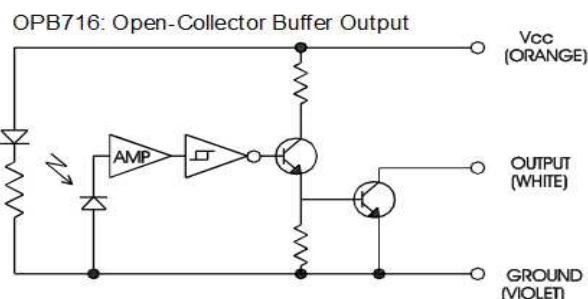 OPB716: Open-Collector Buffer Output
Vcc
(ORANGE)
AMP
OUTPUT
(WHITE)
GROUND
(VIOLET)